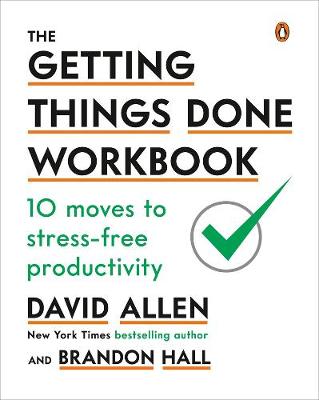 THE
GETTING
THINGS DONE
WORKBOOK
10 moves to
stress-free
productivity
DAVID ALLEN
New York Times bestselling author
AND BRANDON HALL